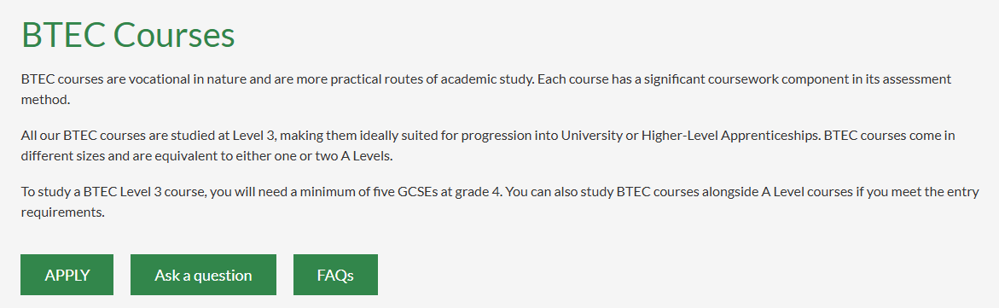 BTEC Courses
BTEC courses are vocational in nature and are more practical routes of academic study. Each course has a significant coursework component in its assessment
method.
All our BTEC courses are studied at Level 3, making them ideally suited for progression into University or Higher-Level Apprenticeships. BTEC courses come in
different sizes and are equivalent to either one or two A Levels.
To study a BTEC Level 3 course, you will need a minimum of five GCSEs at grade 4. You can also study BTEC courses alongside A Level courses if you meet the entry
requirements.
APPLY
Ask a question
FAQs